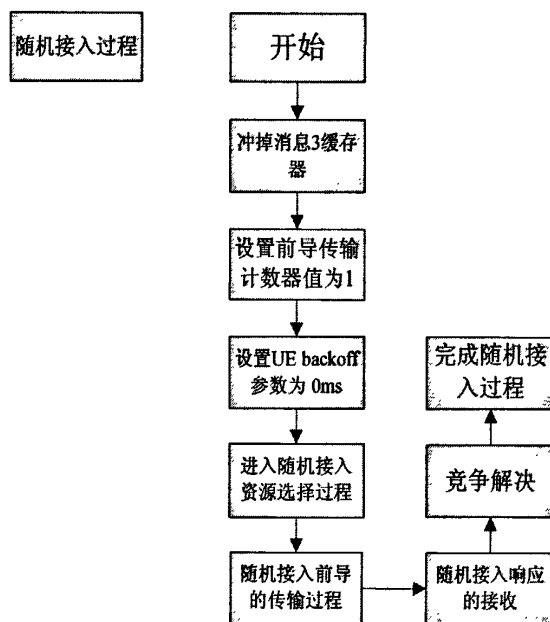 随机接入过程
开始
冲掉消息3缓存
器
设置前导传输
计数器值为1
设置UE backoff
参数为 0ms
进入随机接入
资源选择过程
随机接入前导
的传输过程
随机接入响应
的接收
竞争解决
完成随机接
入过程